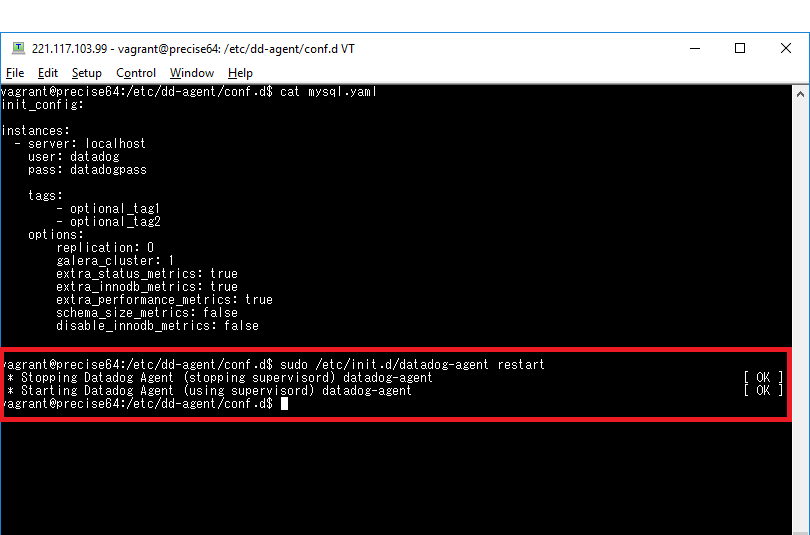 221.117.103.99 - vagrant@precise64: /etc/dd-agent/conf.d VT
File Edit Setup Control Window Help
vagrant@precise64:/etc/dd-agent/conf.d$ cat mysql.yaml
init_config:
instances:
  - server: localhost
    user: datadog
    pass: datadogpass
    tags:
        - optional_tag1
        - optional_tag2
    options:
        replication: 0
        galera_cluster: 1
        extra_status_metrics: true
        extra_innodb_metrics: true
        extra_performance_metrics: true
        schema_size_metrics: false
        disable_innodb_metrics: false
vagrant@precise64:/etc/dd-agent/conf.d$ sudo /etc/init.d/datadog-agent restart
 * Stopping Datadog Agent (stopping supervisord) datadog-agent [ OK ]
 * Starting Datadog Agent (using supervisord) datadog-agent [ OK ]
vagrant@precise64:/etc/dd-agent/conf.d$